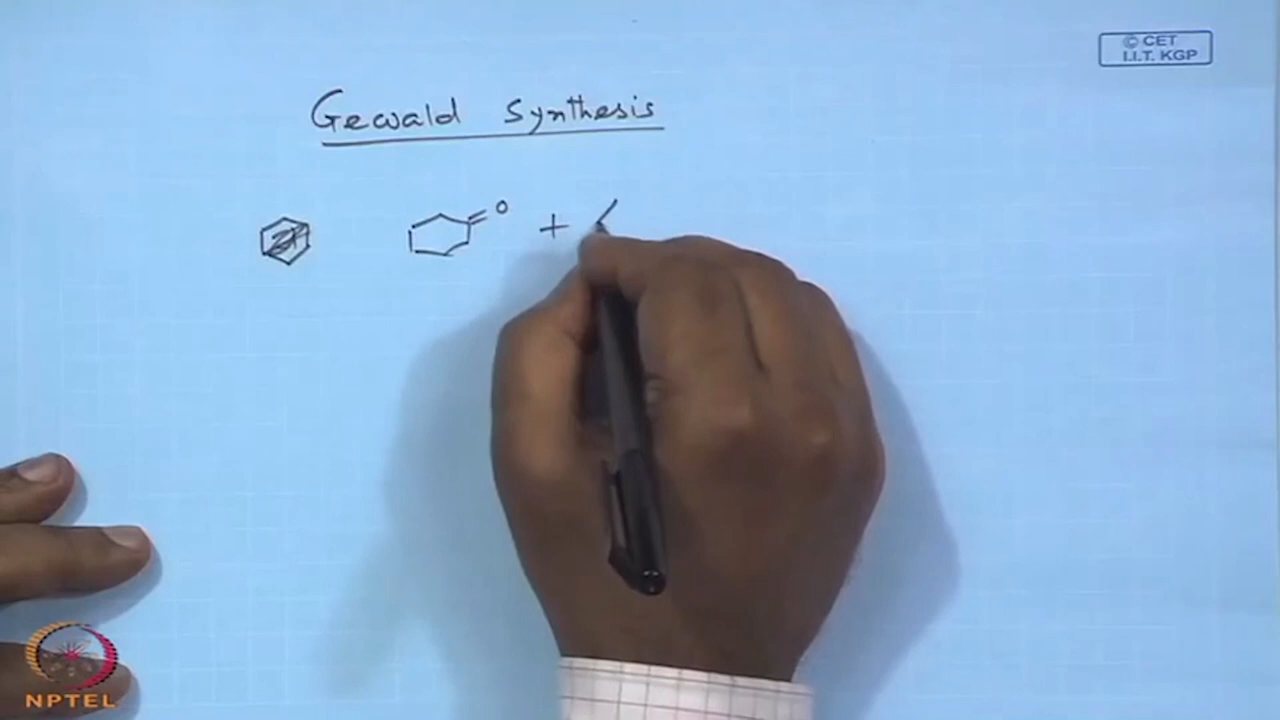 © CET
I.I.T. KGP
Gewald Synthesis
O +
NPTEL